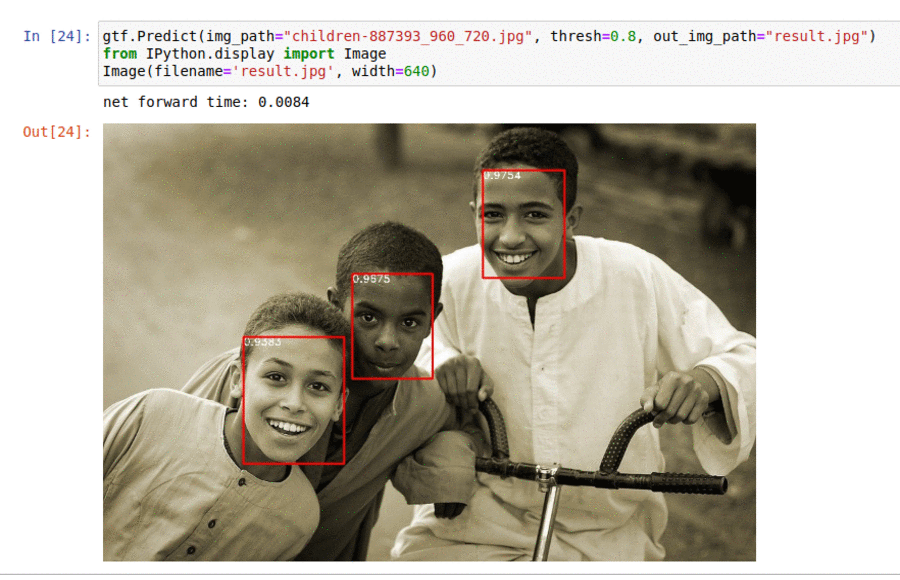 In [24]: gtf.Predict(img_path="children-887393_960_720.jpg", thresh=0.8, out_img_path="result.jpg")
from IPython.display import Image
Image(filename='result.jpg', width=640)
net forward time: 0.0084
Out[24]:
0.9754
0.9675
0.9383